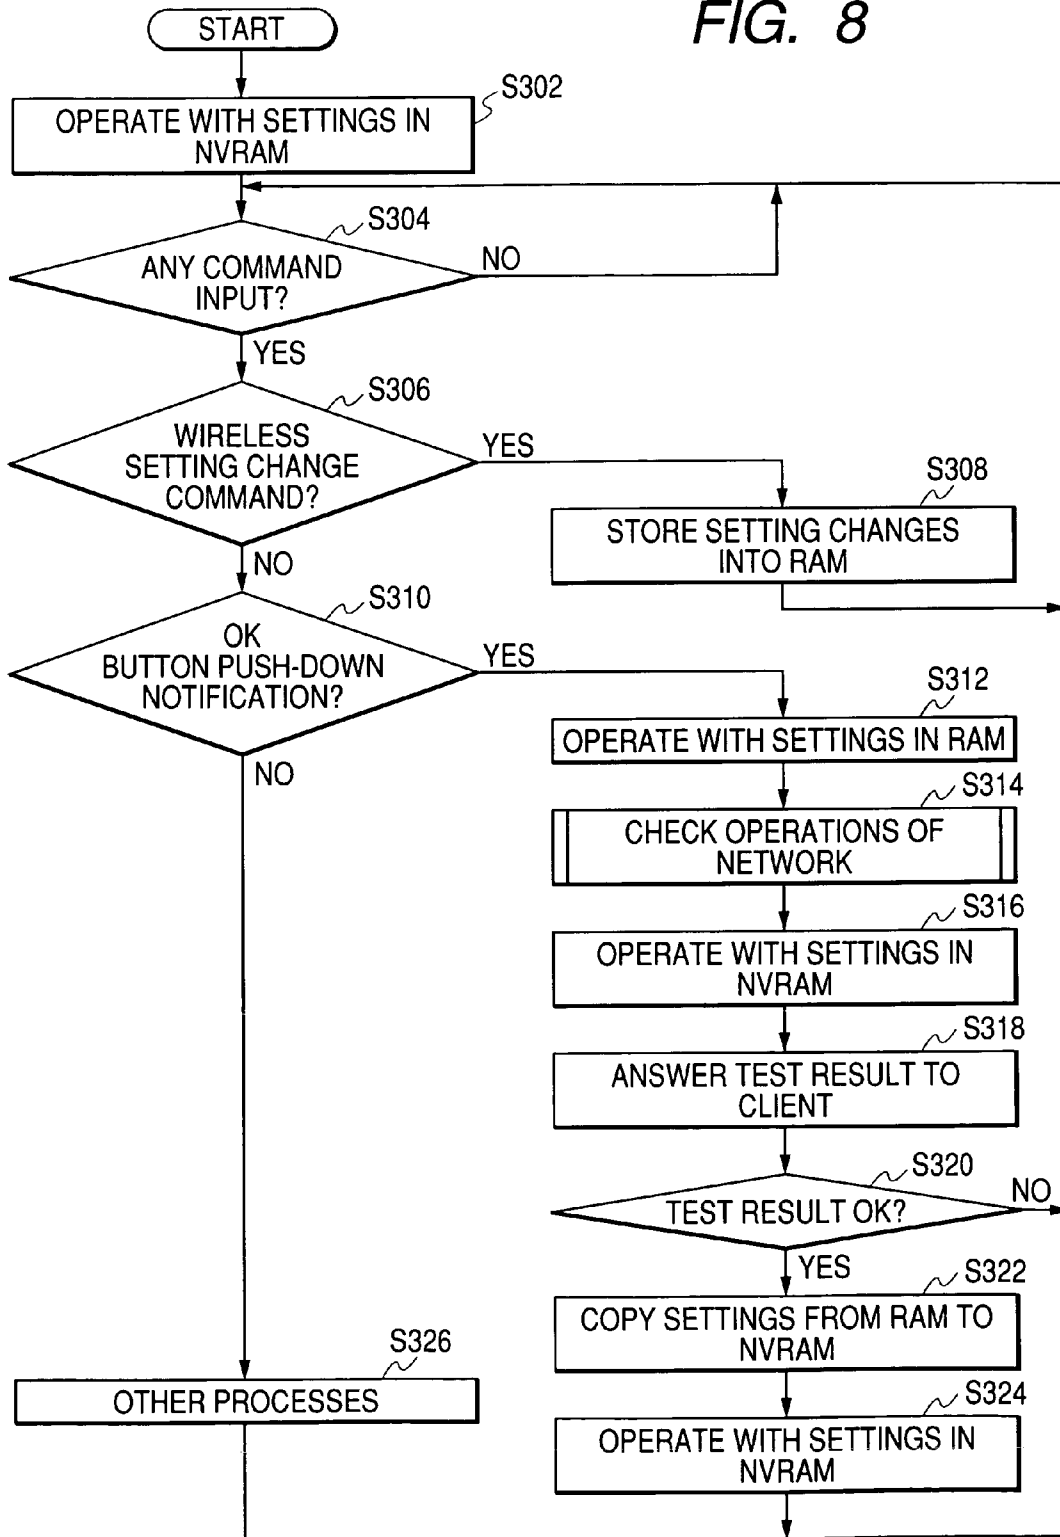 FIG. 8
START
S302
OPERATE WITH SETTINGS IN
NVRAM
S304
ANY COMMAND
INPUT?
NO
YES
S306
WIRELESS
SETTING CHANGE
COMMAND?
YES
NO
S308
STORE SETTING CHANGES
INTO RAM
S310
OK
BUTTON PUSH-DOWN
NOTIFICATION?
YES
NO
S312
OPERATE WITH SETTINGS IN RAM
S314
CHECK OPERATIONS OF
NETWORK
S316
OPERATE WITH SETTINGS IN
NVRAM
S318
ANSWER TEST RESULT TO
CLIENT
S320
TEST RESULT OK?
NO
YES
S322
COPY SETTINGS FROM RAM TO
NVRAM
S324
OPERATE WITH SETTINGS IN
NVRAM
S326
OTHER PROCESSES